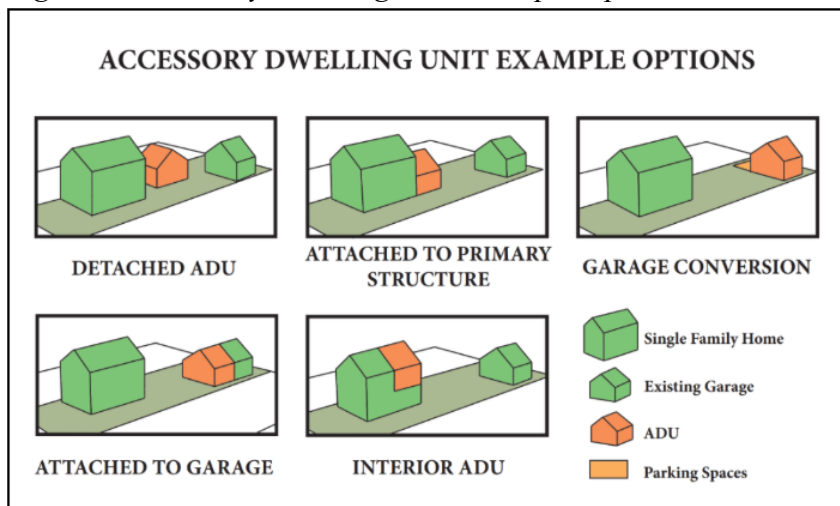 ACCESSORY DWELLING UNIT EXAMPLE OPTIONS
DETACHED ADU
ATTACHED TO PRIMARY
STRUCTURE
GARAGE CONVERSION
ATTACHED TO GARAGE
INTERIOR ADU
Single Family Home
Existing Garage
ADU
Parking Spaces